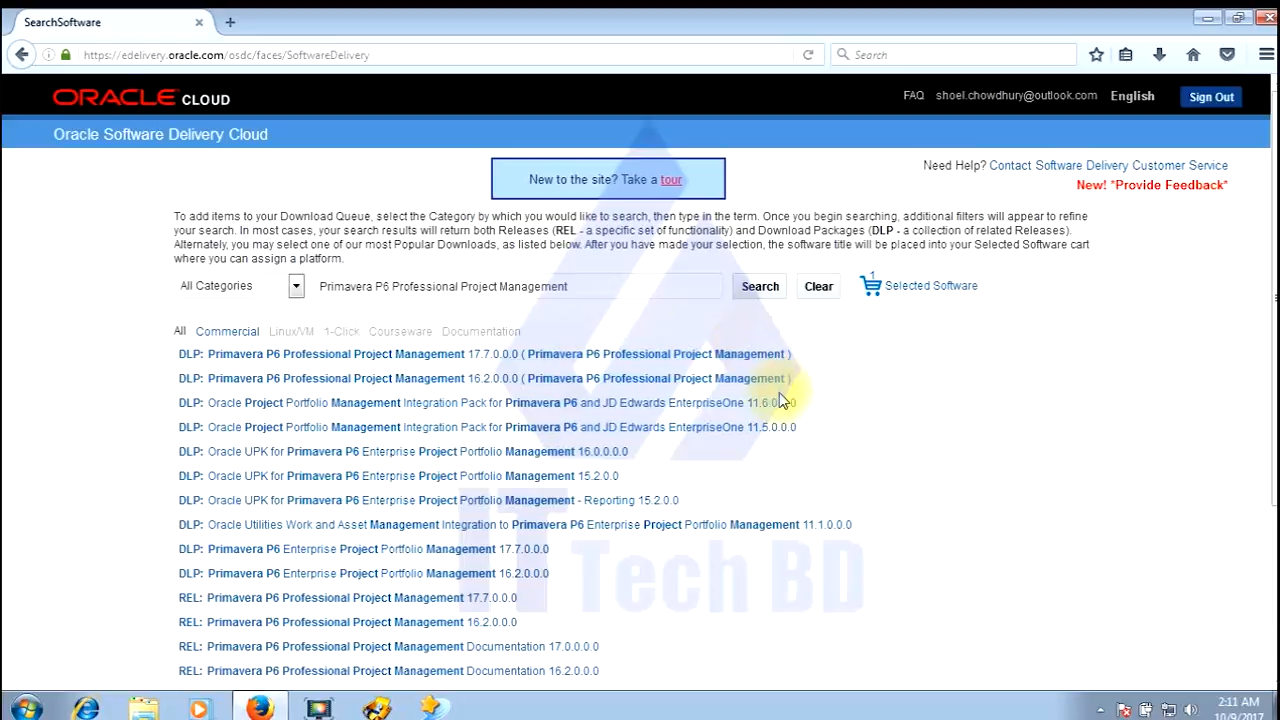 SearchSoftware
https://edelivery.oracle.com/osdc/faces/SoftwareDelivery
Search
ORACLE CLOUD
FAQ shoel.chowdhury@outlook.com English Sign Out
Oracle Software Delivery Cloud
New to the site? Take a tour
Need Help? Contact Software Delivery Customer Service
New! *Provide Feedback*
To add items to your Download Queue, select the Category by which you would like to search, then type in the term. Once you begin searching, additional filters will appear to refine
your search. In most cases, your search results will return both Releases (REL - a specific set of functionality) and Download Packages (DLP - a collection of related Releases).
Alternately, you may select one of our most Popular Downloads, as listed below. After you have made your selection, the software title will be placed into your Selected Software cart
where you can assign a platform.
All Categories Primavera P6 Professional Project Management Search Clear 1 Selected Software
All Commercial Linux/VM 1-Click Courseware Documentation
DLP: Primavera P6 Professional Project Management 17.7.0.0.0 ( Primavera P6 Professional Project Management )
DLP: Primavera P6 Professional Project Management 16.2.0.0.0 ( Primavera P6 Professional Project Management )
DLP: Oracle Project Portfolio Management Integration Pack for Primavera P6 and JD Edwards EnterpriseOne
DLP: Oracle Project Portfolio Management Integration Pack for Primavera P6 and JD Edwards EnterpriseOne 11.5.0.0.0
DLP: Oracle UPK for Primavera P6 Enterprise Project Portfolio Management 16.0.0.0.0
DLP: Oracle UPK for Primavera P6 Enterprise Project Portfolio Management 15.2.0.0
DLP: Oracle UPK for Primavera P6 Enterprise Project Portfolio Management - Reporting 15.2.0.0
DLP: Oracle Utilities Work and Asset Management Integration to Primavera P6 Enterprise Project Portfolio Management 11.1.0.0.0
DLP: Primavera P6 Enterprise Project Portfolio Management 17.7.0.0.0
DLP: Primavera P6 Enterprise Project Portfolio Management 16.2.0.0.0
REL: Primavera P6 Professional Project Management 17.7.0.0.0
REL: Primavera P6 Professional Project Management 16.2.0.0.0
REL: Primavera P6 Professional Project Management Documentation 17.0.0.0.0
REL: Primavera P6 Professional Project Management Documentation 16.2.0.0.0
IT Tech BD
2:11 AM
10/9/2017